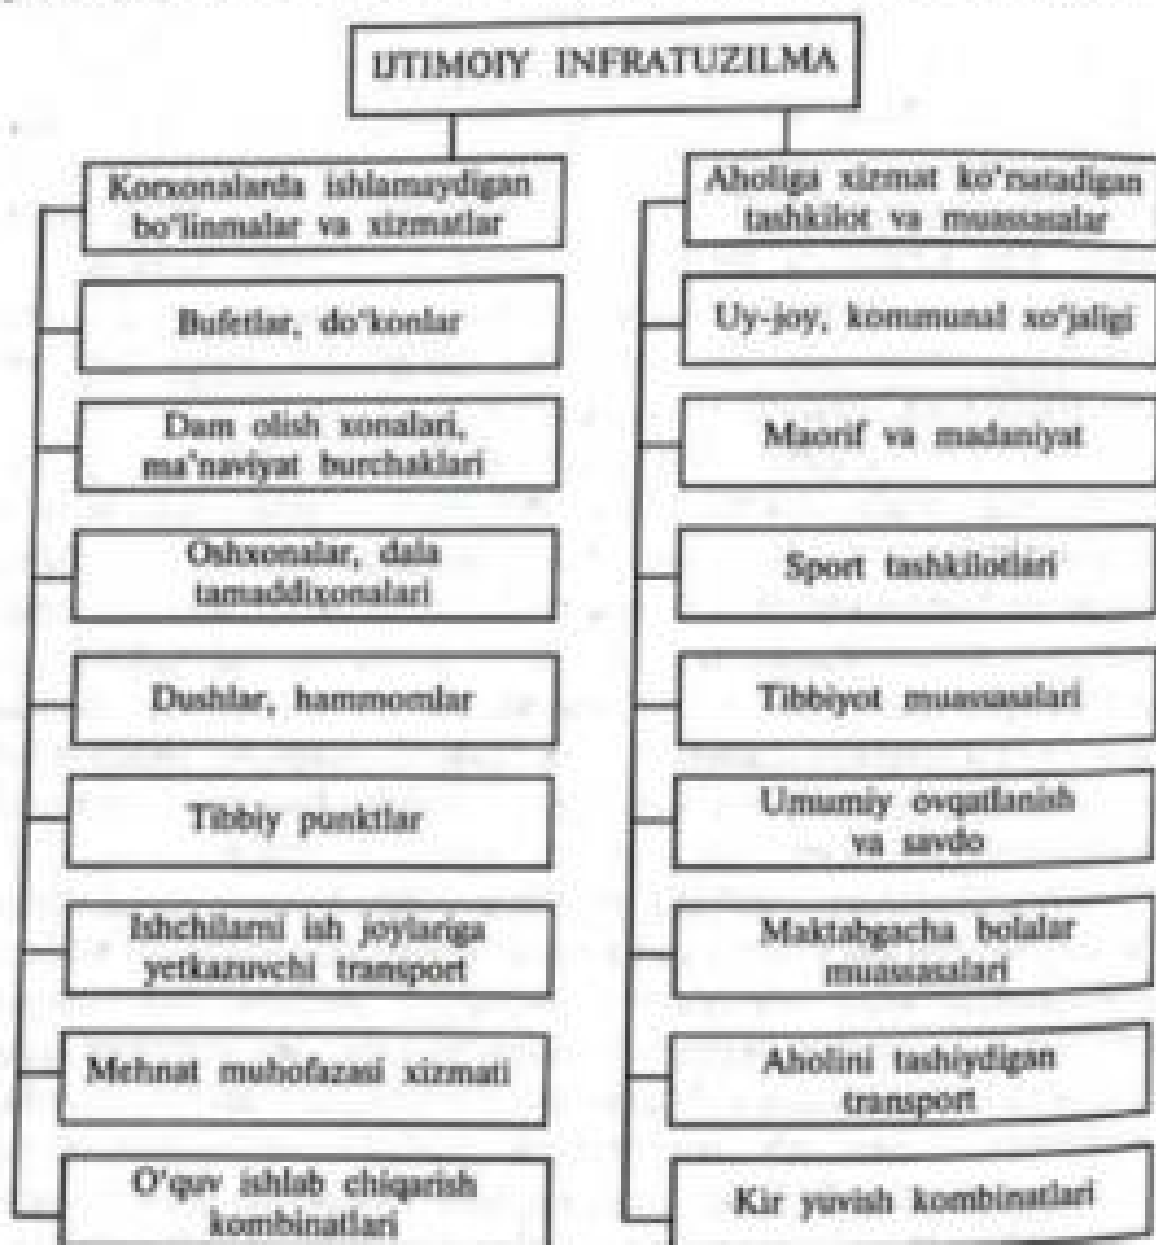 IJTIMOIY INFRATUZILMA
Korxonalarda ishlamaydigan
bo'linmalar va xizmatlar
Bufetlar, do'konlar
Dam olish xonalari,
ma'naviyat burchaklari
Oshxonalar, dala
tamaddixonalari
Dushlar, hammomlar
Tibbiy punktlar
Ishchilarni ish joylariga
yetkazuvchi transport
Mehnat muhofazasi xizmati
O'quv ishlab chiqarish
kombinatlari
Aholiga xizmat ko'rsatadigan
tashkilot va muassasalar
Uy-joy, kommunal xo'jaligi
Maorif va madaniyat
Sport tashkilotlari
Tibbiyot muassasalari
Umumiy ovqatlanish
va savdo
Maktabgacha bolalar
muassasalari
Aholini tashiydigan
transport
Kir yuvish kombinatlari